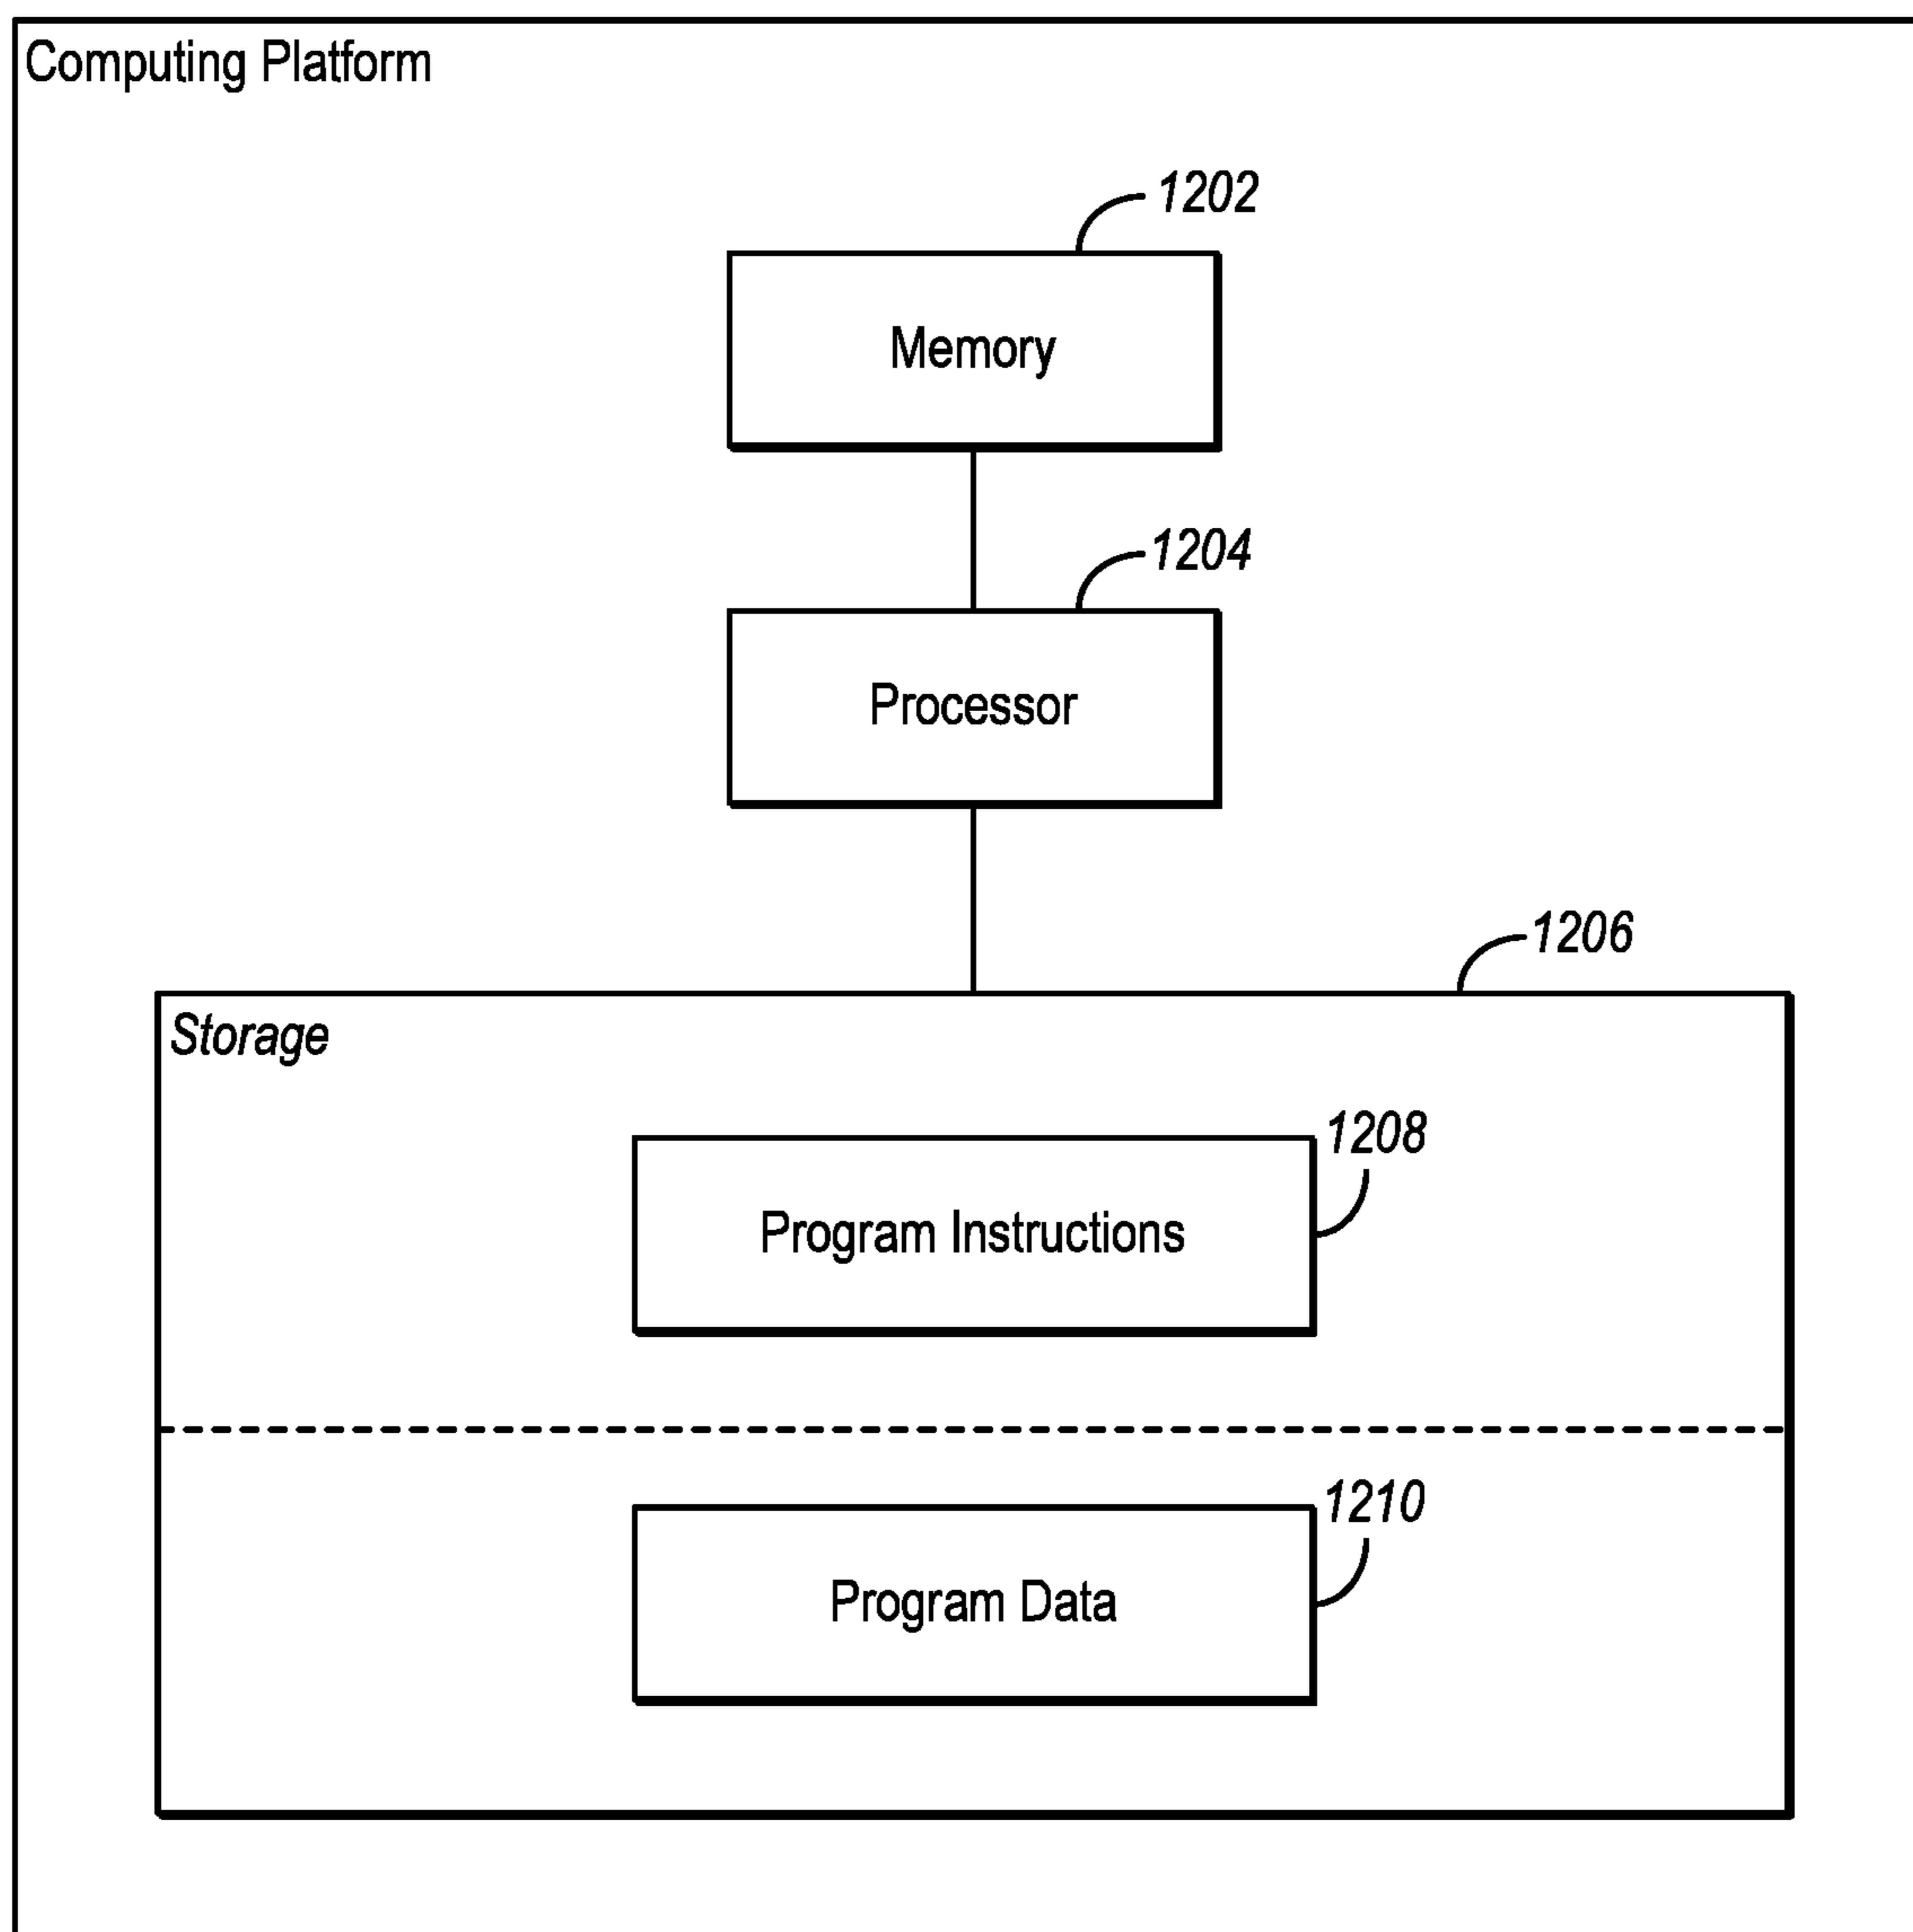 Computing Platform
1202
Memory
1204
Processor
1206
Storage
1208
Program Instructions
1210
Program Data